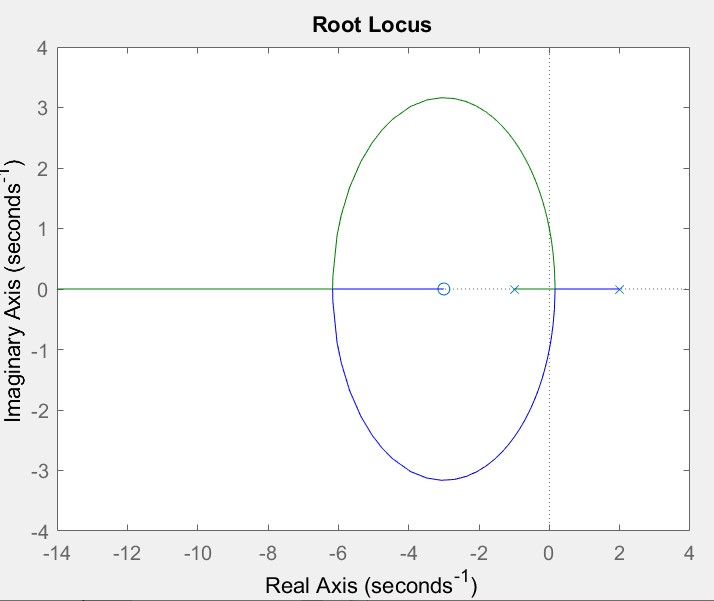 Root Locus
4
3
2
1
0
-1
-2
-3
-4
Imaginary Axis (seconds⁻¹)
-14 -12 -10 -8 -6 -4 -2 0 2 4
Real Axis (seconds⁻¹)